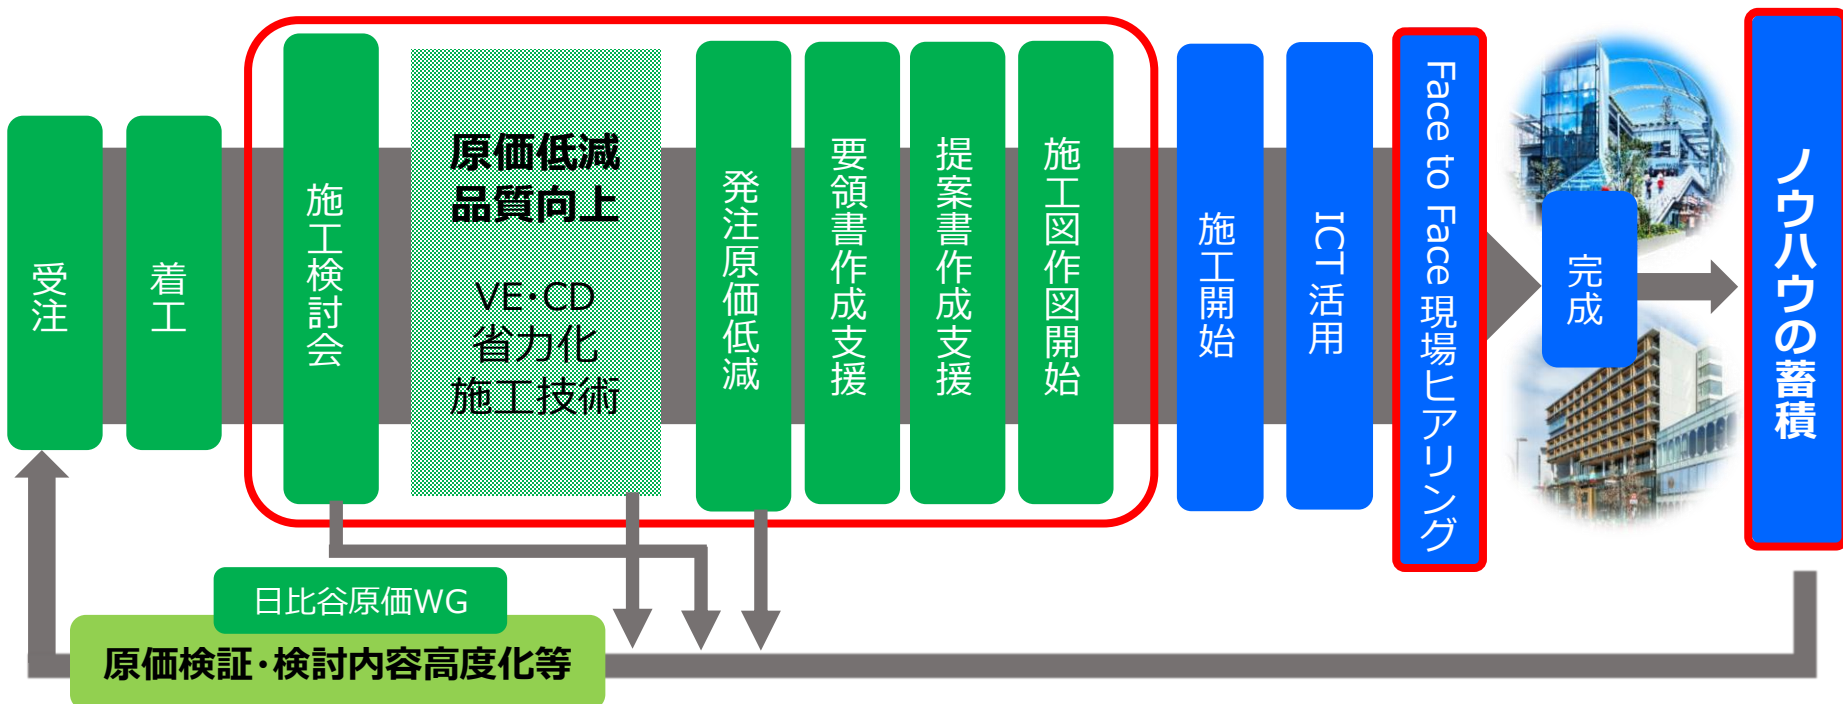 受注
着工
施工検討会
原価低減
品質向上
VE・CD
省力化
施工技術
発注原価低減
要領書作成支援
提案書作成支援
施工図作図開始
施工開始
ICT 活用
Face to Face 現場ヒアリング
完成
ノウハウの蓄積
日比谷原価WG
原価検証・検討内容高度化等